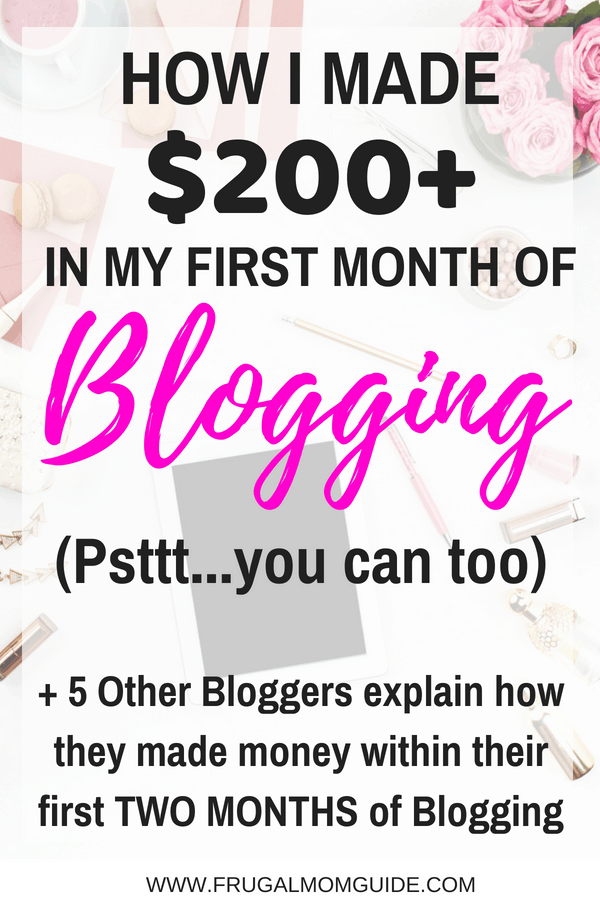 HOW I MADE
$200+
IN MY FIRST MONTH OF
Blogging
(Psttt...you can too)
+ 5 Other Bloggers explain how
they made money within their
first TWO MONTHS of Blogging
WWW.FRUGALMOMGUIDE.COM